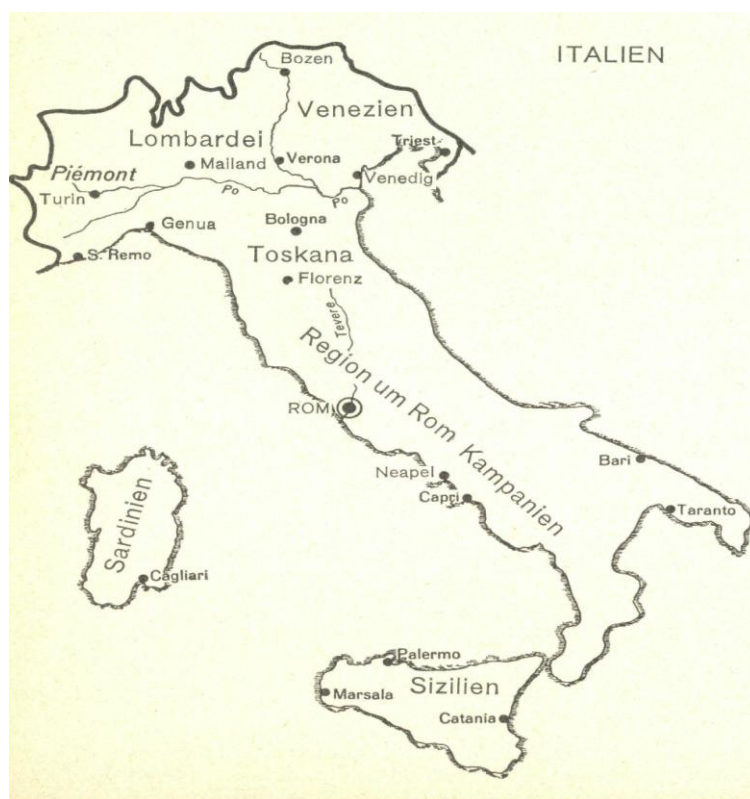 ITALIEN
Bozen
Venezien
Lombardei
Triest
Mailand
Verona
Venedig
Piémont
Turin
Po
Po
Genua
Bologna
S. Remo
Toskana
Florenz
Tevere
Region um Rom
ROM
Kampanien
Neapel
Capri
Bari
Taranto
Sardinien
Cagliari
Palermo
Sizilien
Marsala
Catania